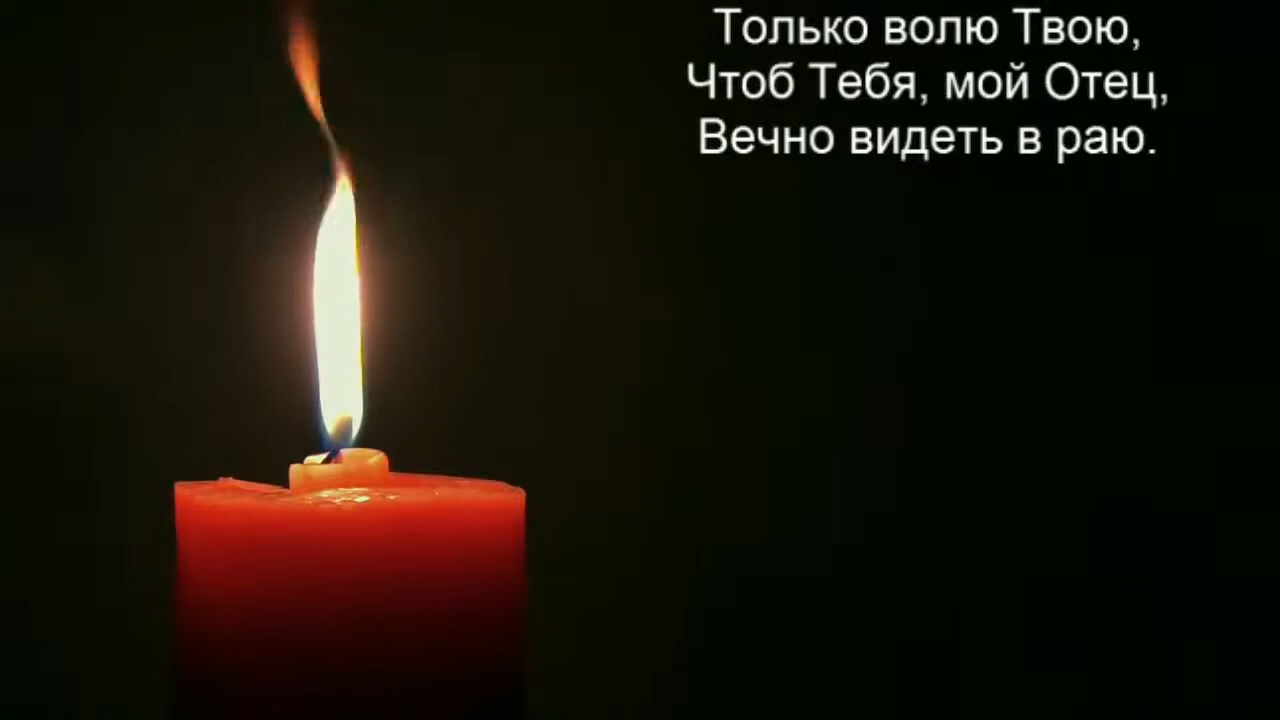 Только волю Твою,
Чтоб Тебя, мой Отец,
Вечно видеть в раю.